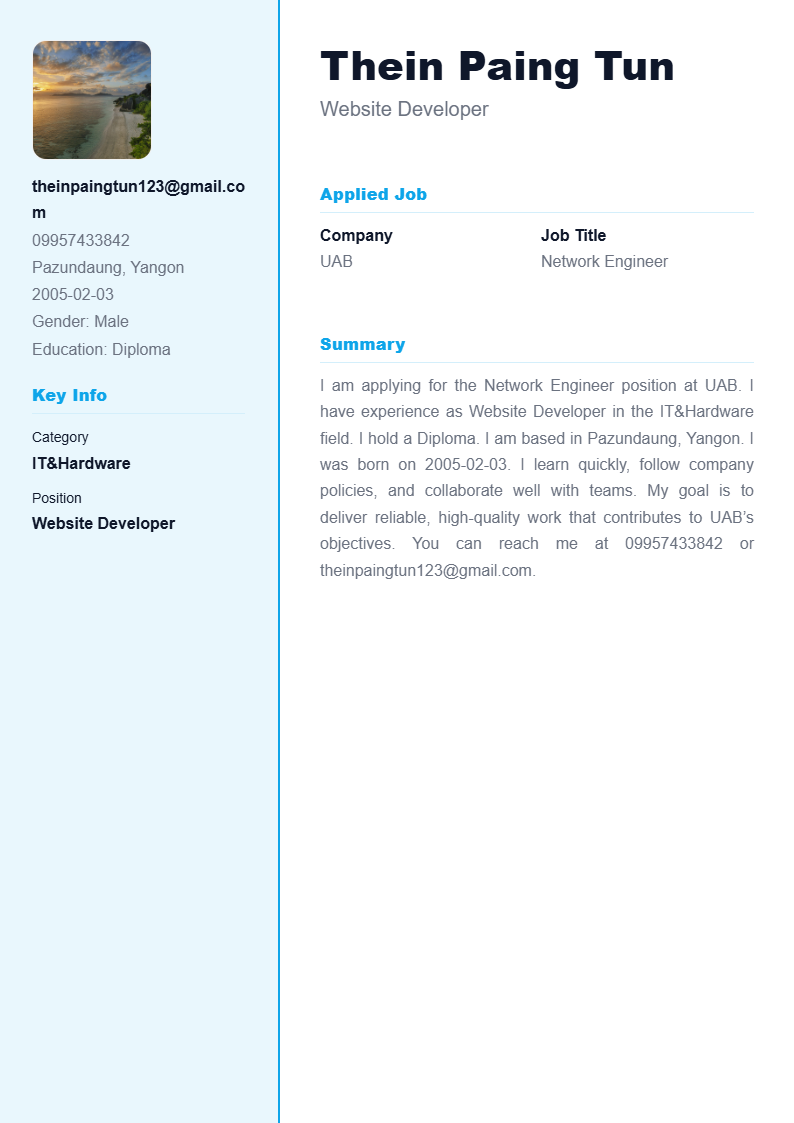 theinpaingtun123@gmail.co
m
09957433842
Pazundaung, Yangon
2005-02-03
Gender: Male
Education: Diploma
Key Info
Category
IT&Hardware
Position
Website Developer
Thein Paing Tun
Website Developer
Applied Job
Company
UAB
Job Title
Network Engineer
Summary
I am applying for the Network Engineer position at UAB. I
have experience as Website Developer in the IT&Hardware
field. I hold a Diploma. I am based in Pazundaung, Yangon. I
was born on 2005-02-03. I learn quickly, follow company
policies, and collaborate well with teams. My goal is to
deliver reliable, high-quality work that contributes to UAB’s
objectives. You can reach me at 09957433842 or
theinpaingtun123@gmail.com.